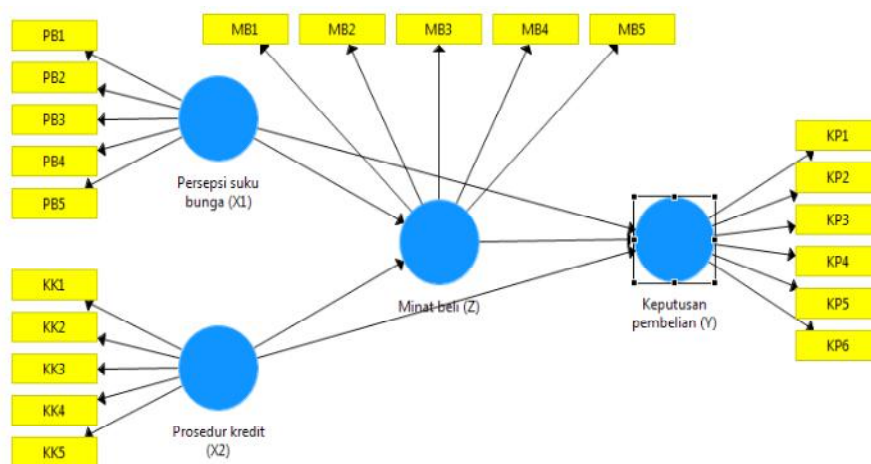 MB1
MB2
MB3
MB4
MB5
PB1
PB2
PB3
PB4
PB5
Persepsi suku
bunga (X1)
KP1
KP2
KP3
KP4
KP5
KP6
Minat beli (Z)
Keputusan
pembelian (Y)
KK1
KK2
KK3
KK4
KK5
Prosedur kredit
(X2)